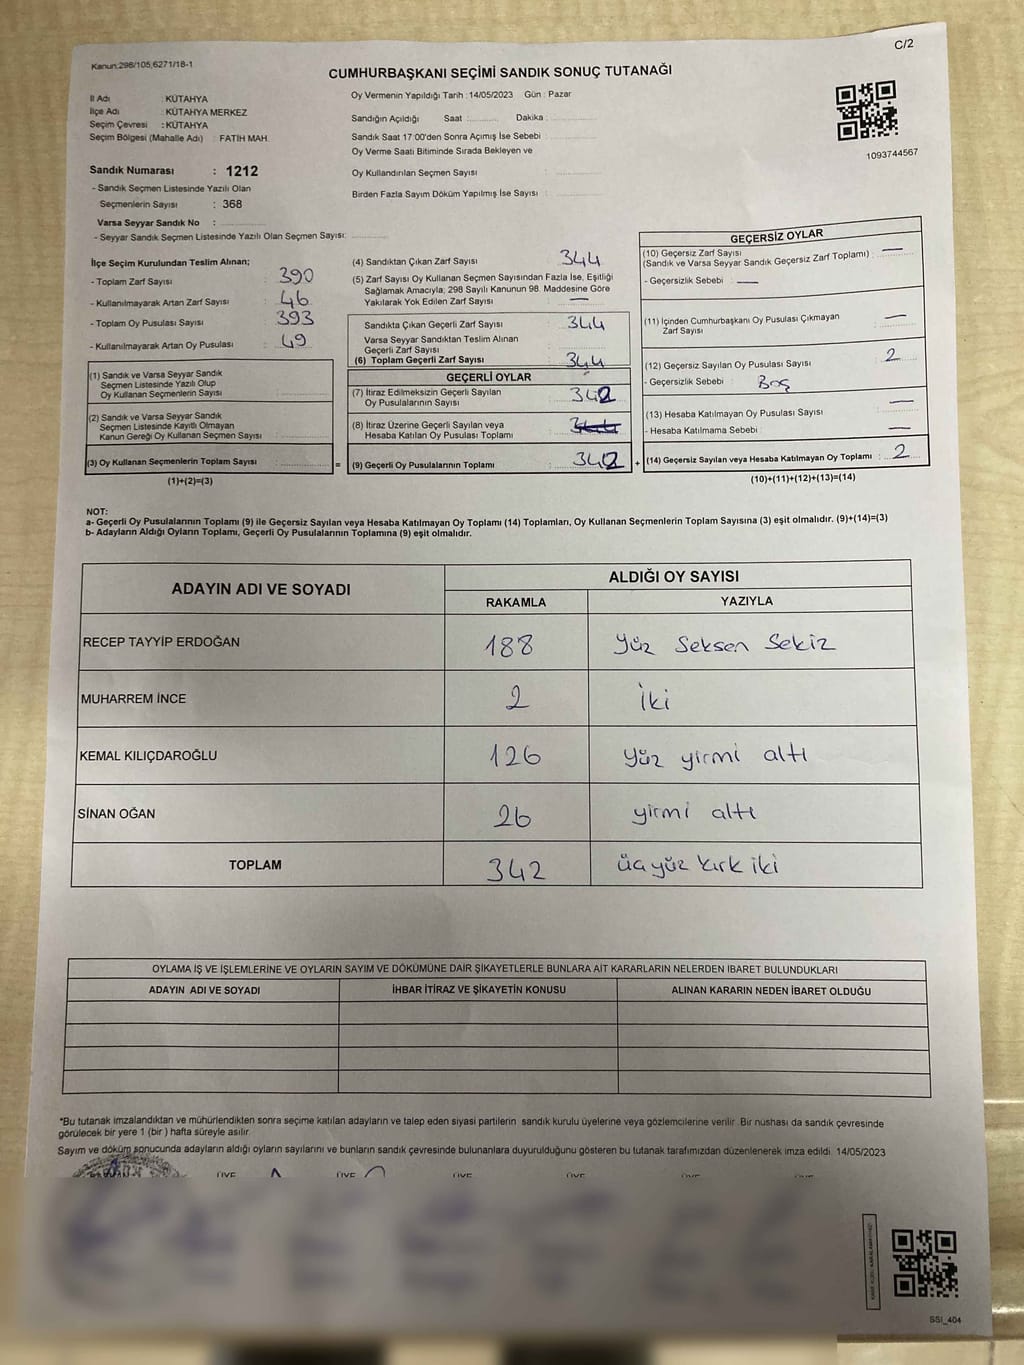 C/2
Kanun:298/105,6271/18-1
CUMHURBAŞKANI SEÇİMİ SANDIK SONUÇ TUTANAĞI
İl Adı : KÜTAHYA
İlçe Adı : KÜTAHYA MERKEZ
Seçim Çevresi : KÜTAHYA
Seçim Bölgesi (Mahalle Adı) : FATİH MAH.
Oy Vermenin Yapıldığı Tarih : 14/05/2023 Gün : Pazar
Sandığın Açıldığı Saat : Dakika :
Sandık Saat 17:00'den Sonra Açımış İse Sebebi :
Oy Verme Saati Bitiminde Sırada Bekleyen ve
Oy Kullandırılan Seçmen Sayısı :
Birden Fazla Sayım Döküm Yapılmış İse Sayısı :
1093744567
Sandık Numarası : 1212
- Sandık Seçmen Listesinde Yazılı Olan
Seçmenlerin Sayısı : 368
Varsa Seyyar Sandık No :
- Seyyar Sandık Seçmen Listesinde Yazılı Olan Seçmen Sayısı:
İlçe Seçim Kurulundan Teslim Alınan;
- Toplam Zarf Sayısı : 390
- Kullanılmayarak Artan Zarf Sayısı : 46
- Toplam Oy Pusulası Sayısı : 393
- Kullanılmayarak Artan Oy Pusulası : 49
(1) Sandık ve Varsa Seyyar Sandık
Seçmen Listesinde Yazılı Olup
Oy Kullanan Seçmenlerin Sayısı :
(2) Sandık ve Varsa Seyyar Sandık
Seçmen Listesinde Kayıtlı Olmayan
Kanun Gereği Oy Kullanan Seçmen Sayısı :
(3) Oy Kullanan Seçmenlerin Toplam Sayısı :
(1)+(2)=(3)
=
(4) Sandıktan Çıkan Zarf Sayısı : 344
(5) Zarf Sayısı Oy Kullanan Seçmen Sayısından Fazla İse, Eşitliği
Sağlamak Amacıyla; 298 Sayılı Kanunun 98. Maddesine Göre
Yakılarak Yok Edilen Zarf Sayısı : —
Sandıkta Çıkan Geçerli Zarf Sayısı : 344
Varsa Seyyar Sandıktan Teslim Alınan
Geçerli Zarf Sayısı :
(6) Toplam Geçerli Zarf Sayısı : 344
GEÇERLİ OYLAR
(7) İtiraz Edilmeksizin Geçerli Sayılan
Oy Pusulalarının Sayısı : 342
(8) İtiraz Üzerine Geçerli Sayılan veya
Hesaba Katılan Oy Pusulası Toplamı :
(9) Geçerli Oy Pusulalarının Toplamı : 342
+
GEÇERSİZ OYLAR
(10) Geçersiz Zarf Sayısı : —
(Sandık ve Varsa Seyyar Sandık Geçersiz Zarf Toplamı)
- Geçersizlik Sebebi : —
(11) İçinden Cumhurbaşkanı Oy Pusulası Çıkmayan : —
Zarf Sayısı
(12) Geçersiz Sayılan Oy Pusulası Sayısı : 2
- Geçersizlik Sebebi : Boş
(13) Hesaba Katılmayan Oy Pusulası Sayısı : —
- Hesaba Katılmama Sebebi : —
(14) Geçersiz Sayılan veya Hesaba Katılmayan Oy Toplamı : 2
(10)+(11)+(12)+(13)=(14)
NOT:
a- Geçerli Oy Pusulalarının Toplamı (9) ile Geçersiz Sayılan veya Hesaba Katılmayan Oy Toplamı (14) Toplamları, Oy Kullanan Seçmenlerin Toplam Sayısına (3) eşit olmalıdır. (9)+(14)=(3)
b- Adayların Aldığı Oyların Toplamı, Geçerli Oy Pusulalarının Toplamına (9) eşit olmalıdır.
ADAYIN ADI VE SOYADI ALDIĞI OY SAYISI
RAKAMLA YAZIYLA
RECEP TAYYİP ERDOĞAN 188 Yüz Seksen Sekiz
MUHARREM İNCE 2 İki
KEMAL KILIÇDAROĞLU 126 Yüz yirmi altı
SİNAN OĞAN 26 yirmi altı
TOPLAM 342 üçyüz kırk iki
OYLAMA İŞ VE İŞLEMLERİNE VE OYLARIN SAYIM VE DÖKÜMÜNE DAİR ŞİKAYETLERLE BUNLARA AİT KARARLARIN NELERDEN İBARET BULUNDUKLARI
ADAYIN ADI VE SOYADI İHBAR İTİRAZ VE ŞİKAYETİN KONUSU ALINAN KARARIN NEDEN İBARET OLDUĞU
*Bu tutanak imzalandıktan ve mühürlendikten sonra seçime katılan adayların ve talep eden siyasi partilerin sandık kurulu üyelerine veya gözlemcilerine verilir. Bir nüshası da sandık çevresinde
görülecek bir yere 1 (bir ) hafta süreyle asılır.
Sayım ve döküm sonucunda adayların aldığı oyların sayılarını ve bunların sandık çevresinde bulunanlara duyurulduğunu gösteren bu tutanak tarafımızdan düzenlenerek imza edildi. 14/05/2023
ÜYE ÜYE ÜYE ÜYE ÜYE ÜYE
SSI_404